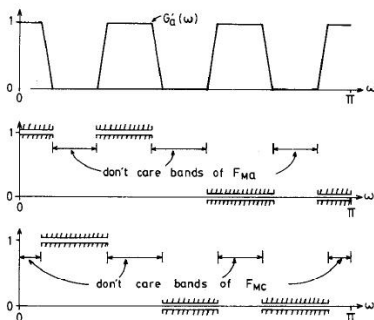 1
G'a(ω)
0
π
ω
1
don't care bands of FMa
0
π
ω
1
don't care bands of FMC
0
π
ω